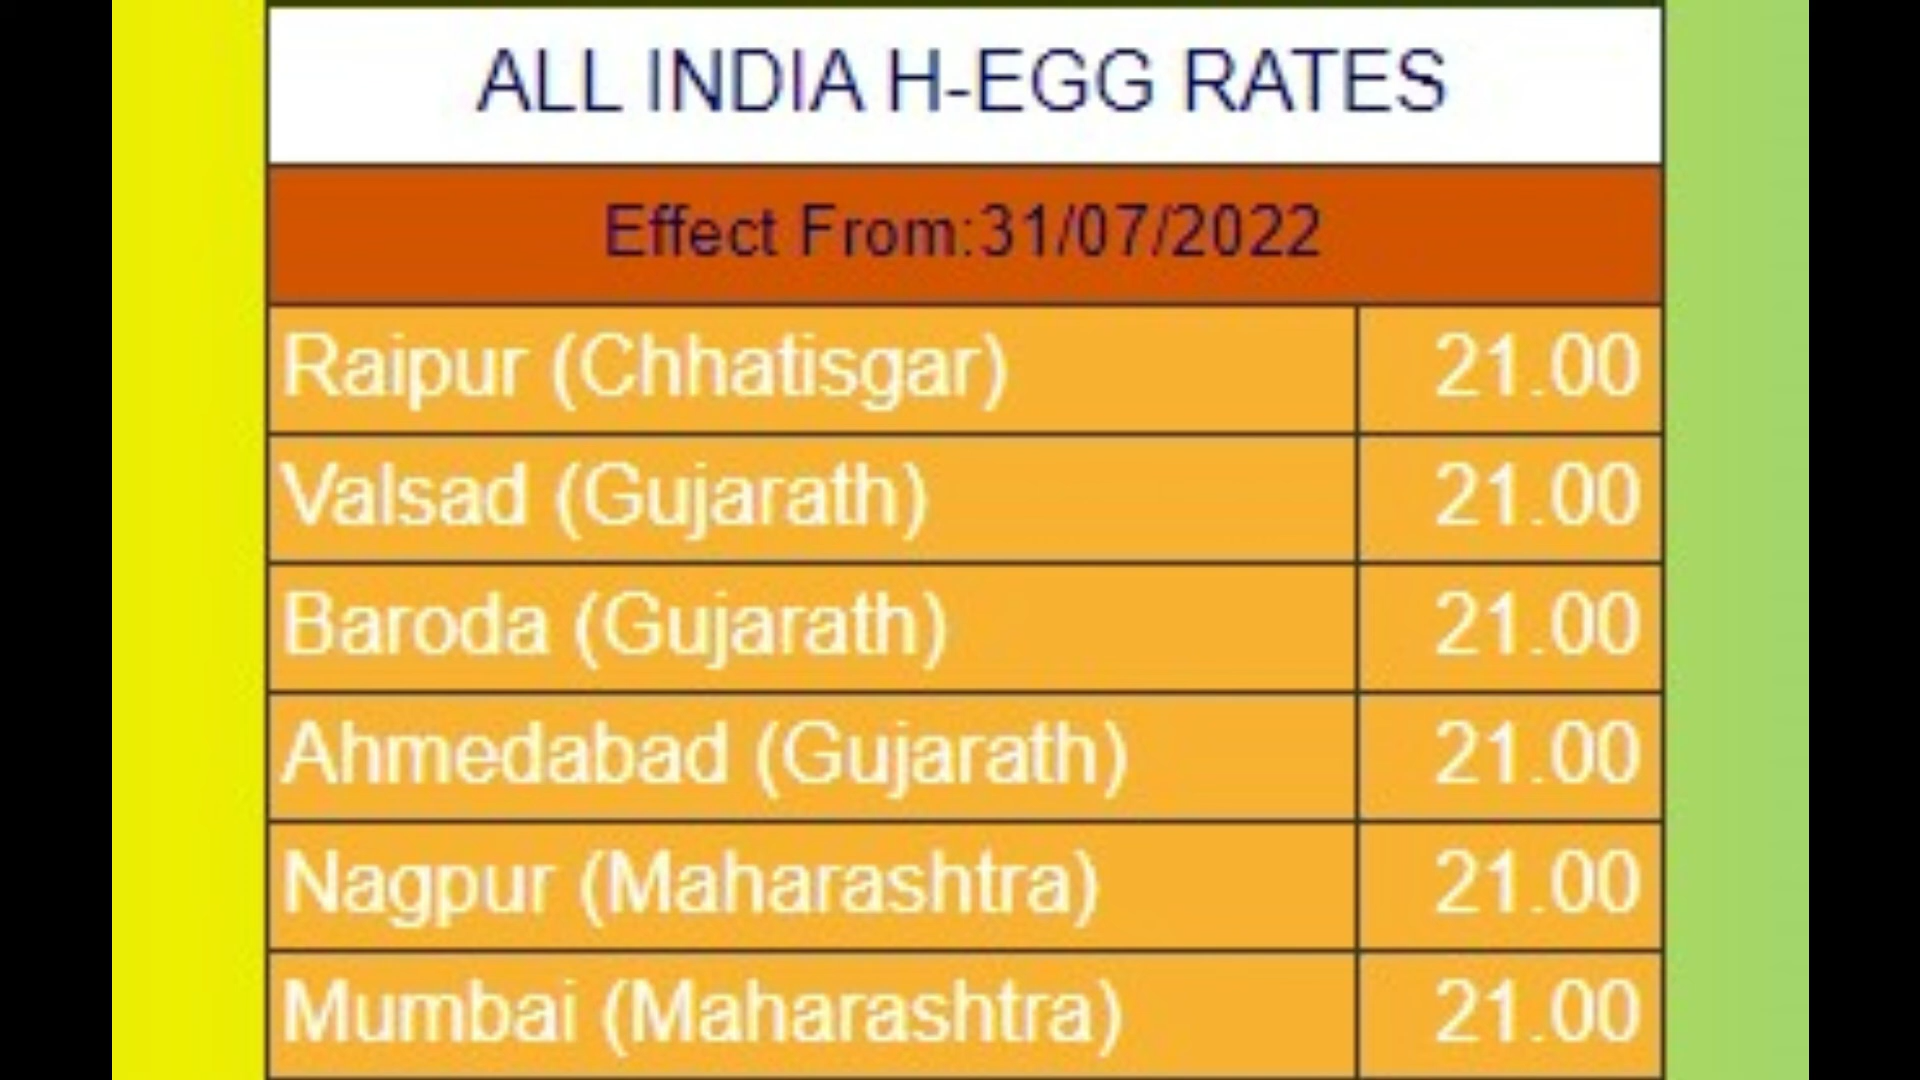 ALL INDIA H-EGG RATES
Effect From:31/07/2022
Raipur (Chhatisgar) 21.00
Valsad (Gujarath) 21.00
Baroda (Gujarath) 21.00
Ahmedabad (Gujarath) 21.00
Nagpur (Maharashtra) 21.00
Mumbai (Maharashtra) 21.00